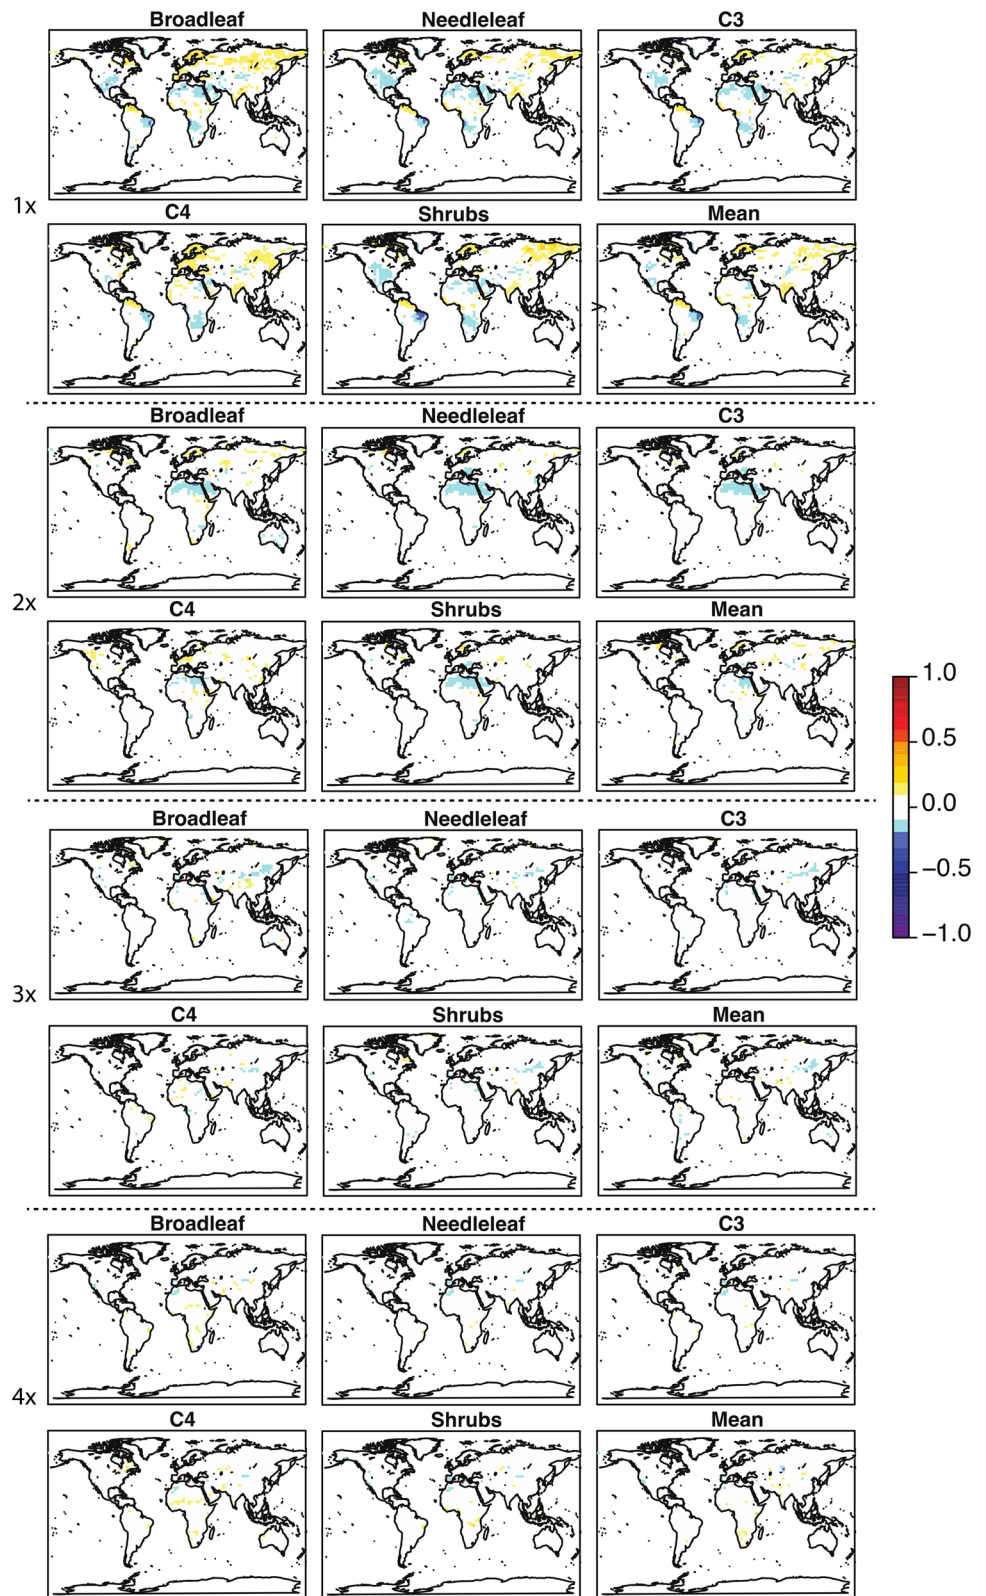 Broadleaf Needleleaf C3
1x
C4 Shrubs Mean
>
Broadleaf Needleleaf C3
2x
C4 Shrubs Mean
1.0
0.5
0.0
−0.5
−1.0
Broadleaf Needleleaf C3
3x
C4 Shrubs Mean
Broadleaf Needleleaf C3
4x
C4 Shrubs Mean